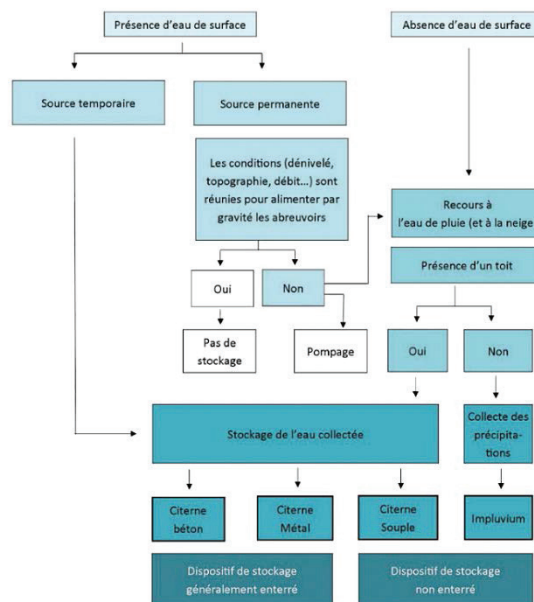 Présence d'eau de surface
Absence d'eau de surface
Source temporaire
Source permanente
Les conditions (dénivelé,
topographie, débit...) sont
réunies pour alimenter par
gravité les abreuvoirs
Recours à
l'eau de pluie (et à la neige
Présence d'un toit
Oui
Non
Pas de
stockage
Pompage
Oui
Non
Stockage de l'eau collectée
Collecte des
précipita-
tions
Citerne
béton
Citerne
Métal
Citerne
Souple
Impluvium
Dispositif de stockage
généralement enterré
Dispositif de stockage
non enterré